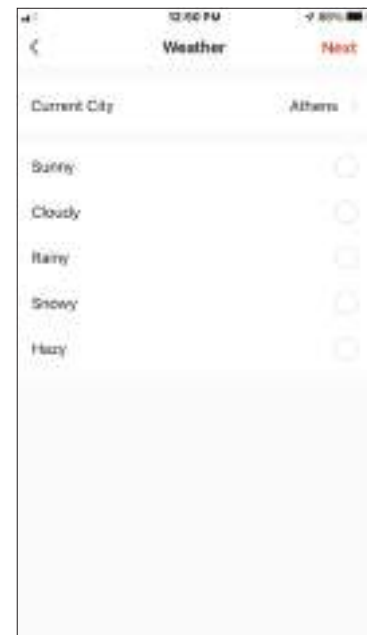 12:50 PM
Weather Next
Current City Athens
Sunny
Cloudy
Rainy
Snowy
Hazy